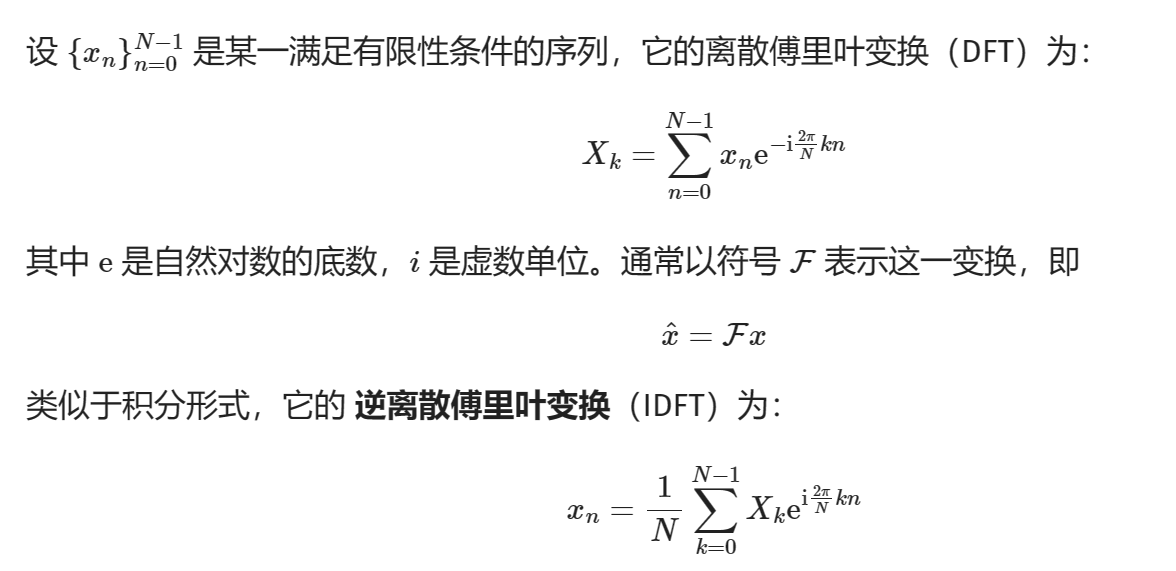 设 $\{x_n\}_{n=0}^{N-1}$ 是某一满足有限性条件的序列，它的离散傅里叶变换（DFT）为：
$$X_k = \sum_{n=0}^{N-1} x_n \mathrm{e}^{-\mathrm{i}\frac{2\pi}{N}kn}$$
其中 $\mathrm{e}$ 是自然对数的底数，$i$ 是虚数单位。通常以符号 $\mathcal{F}$ 表示这一变换，即
$$\hat{x} = \mathcal{F}x$$
类似于积分形式，它的 逆离散傅里叶变换（IDFT）为：
$$x_n = \frac{1}{N} \sum_{k=0}^{N-1} X_k \mathrm{e}^{\mathrm{i}\frac{2\pi}{N}kn}$$